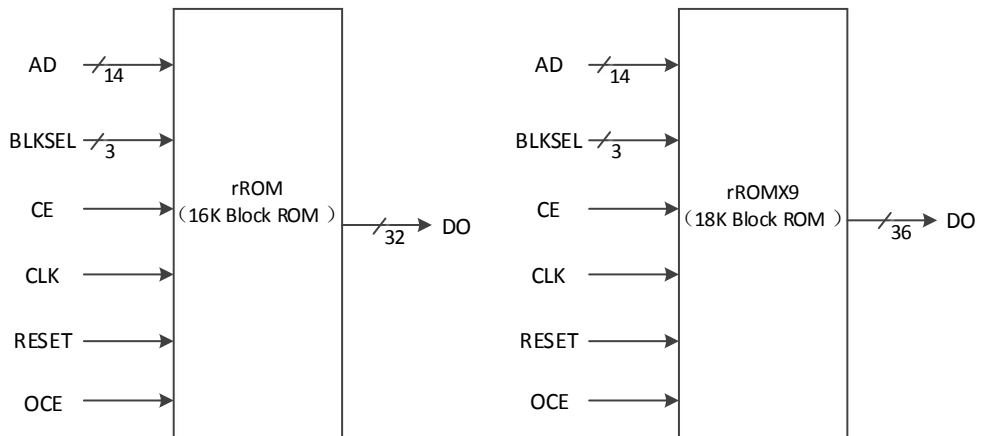 AD
14
BLKSEL
3
CE
CLK
RESET
OCE
rROM
（16K Block ROM ）
32
DO
AD
14
BLKSEL
3
CE
CLK
RESET
OCE
rROMX9
（18K Block ROM ）
36
DO